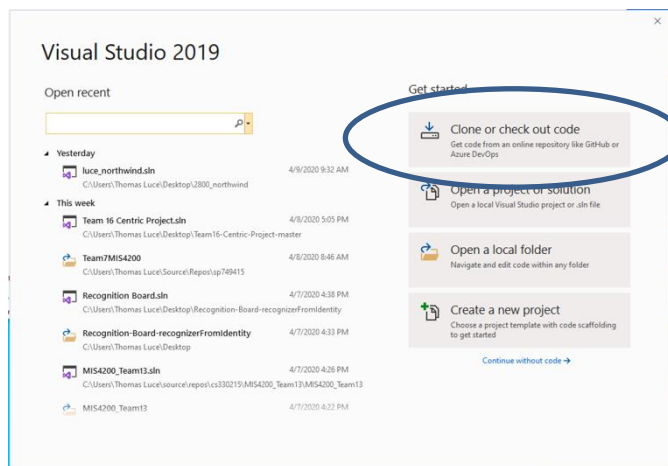 Visual Studio 2019
Open recent
Yesterday
luce_northwind.sln 4/9/2020 9:32 AM
C:\Users\Thomas Luce\Desktop\2800_northwind
This week
Team 16 Centric Project.sln 4/8/2020 5:05 PM
C:\Users\Thomas Luce\Desktop\Team16-Centric-Project-master
Team7MIS4200 4/8/2020 8:46 AM
C:\Users\Thomas Luce\Source\Repos\sp749415
Recognition Board.sln 4/7/2020 4:38 PM
C:\Users\Thomas Luce\Desktop\Recognition-Board-recognizerFromIdentity
Recognition-Board-recognizerFromIdentity 4/7/2020 4:33 PM
C:\Users\Thomas Luce\Desktop
MIS4200_Team13.sln 4/7/2020 4:26 PM
C:\Users\Thomas Luce\source\repos\cs330215\MIS4200_Team13\MIS4200_Team13
MIS4200_Team13 4/7/2020 4:22 PM
Get started
Clone or check out code
Get code from an online repository like GitHub or
Azure DevOps
Open a project or solution
Open a local Visual Studio project or .sln file
Open a local folder
Navigate and edit code within any folder
Create a new project
Choose a project template with code scaffolding
to get started
Continue without code →